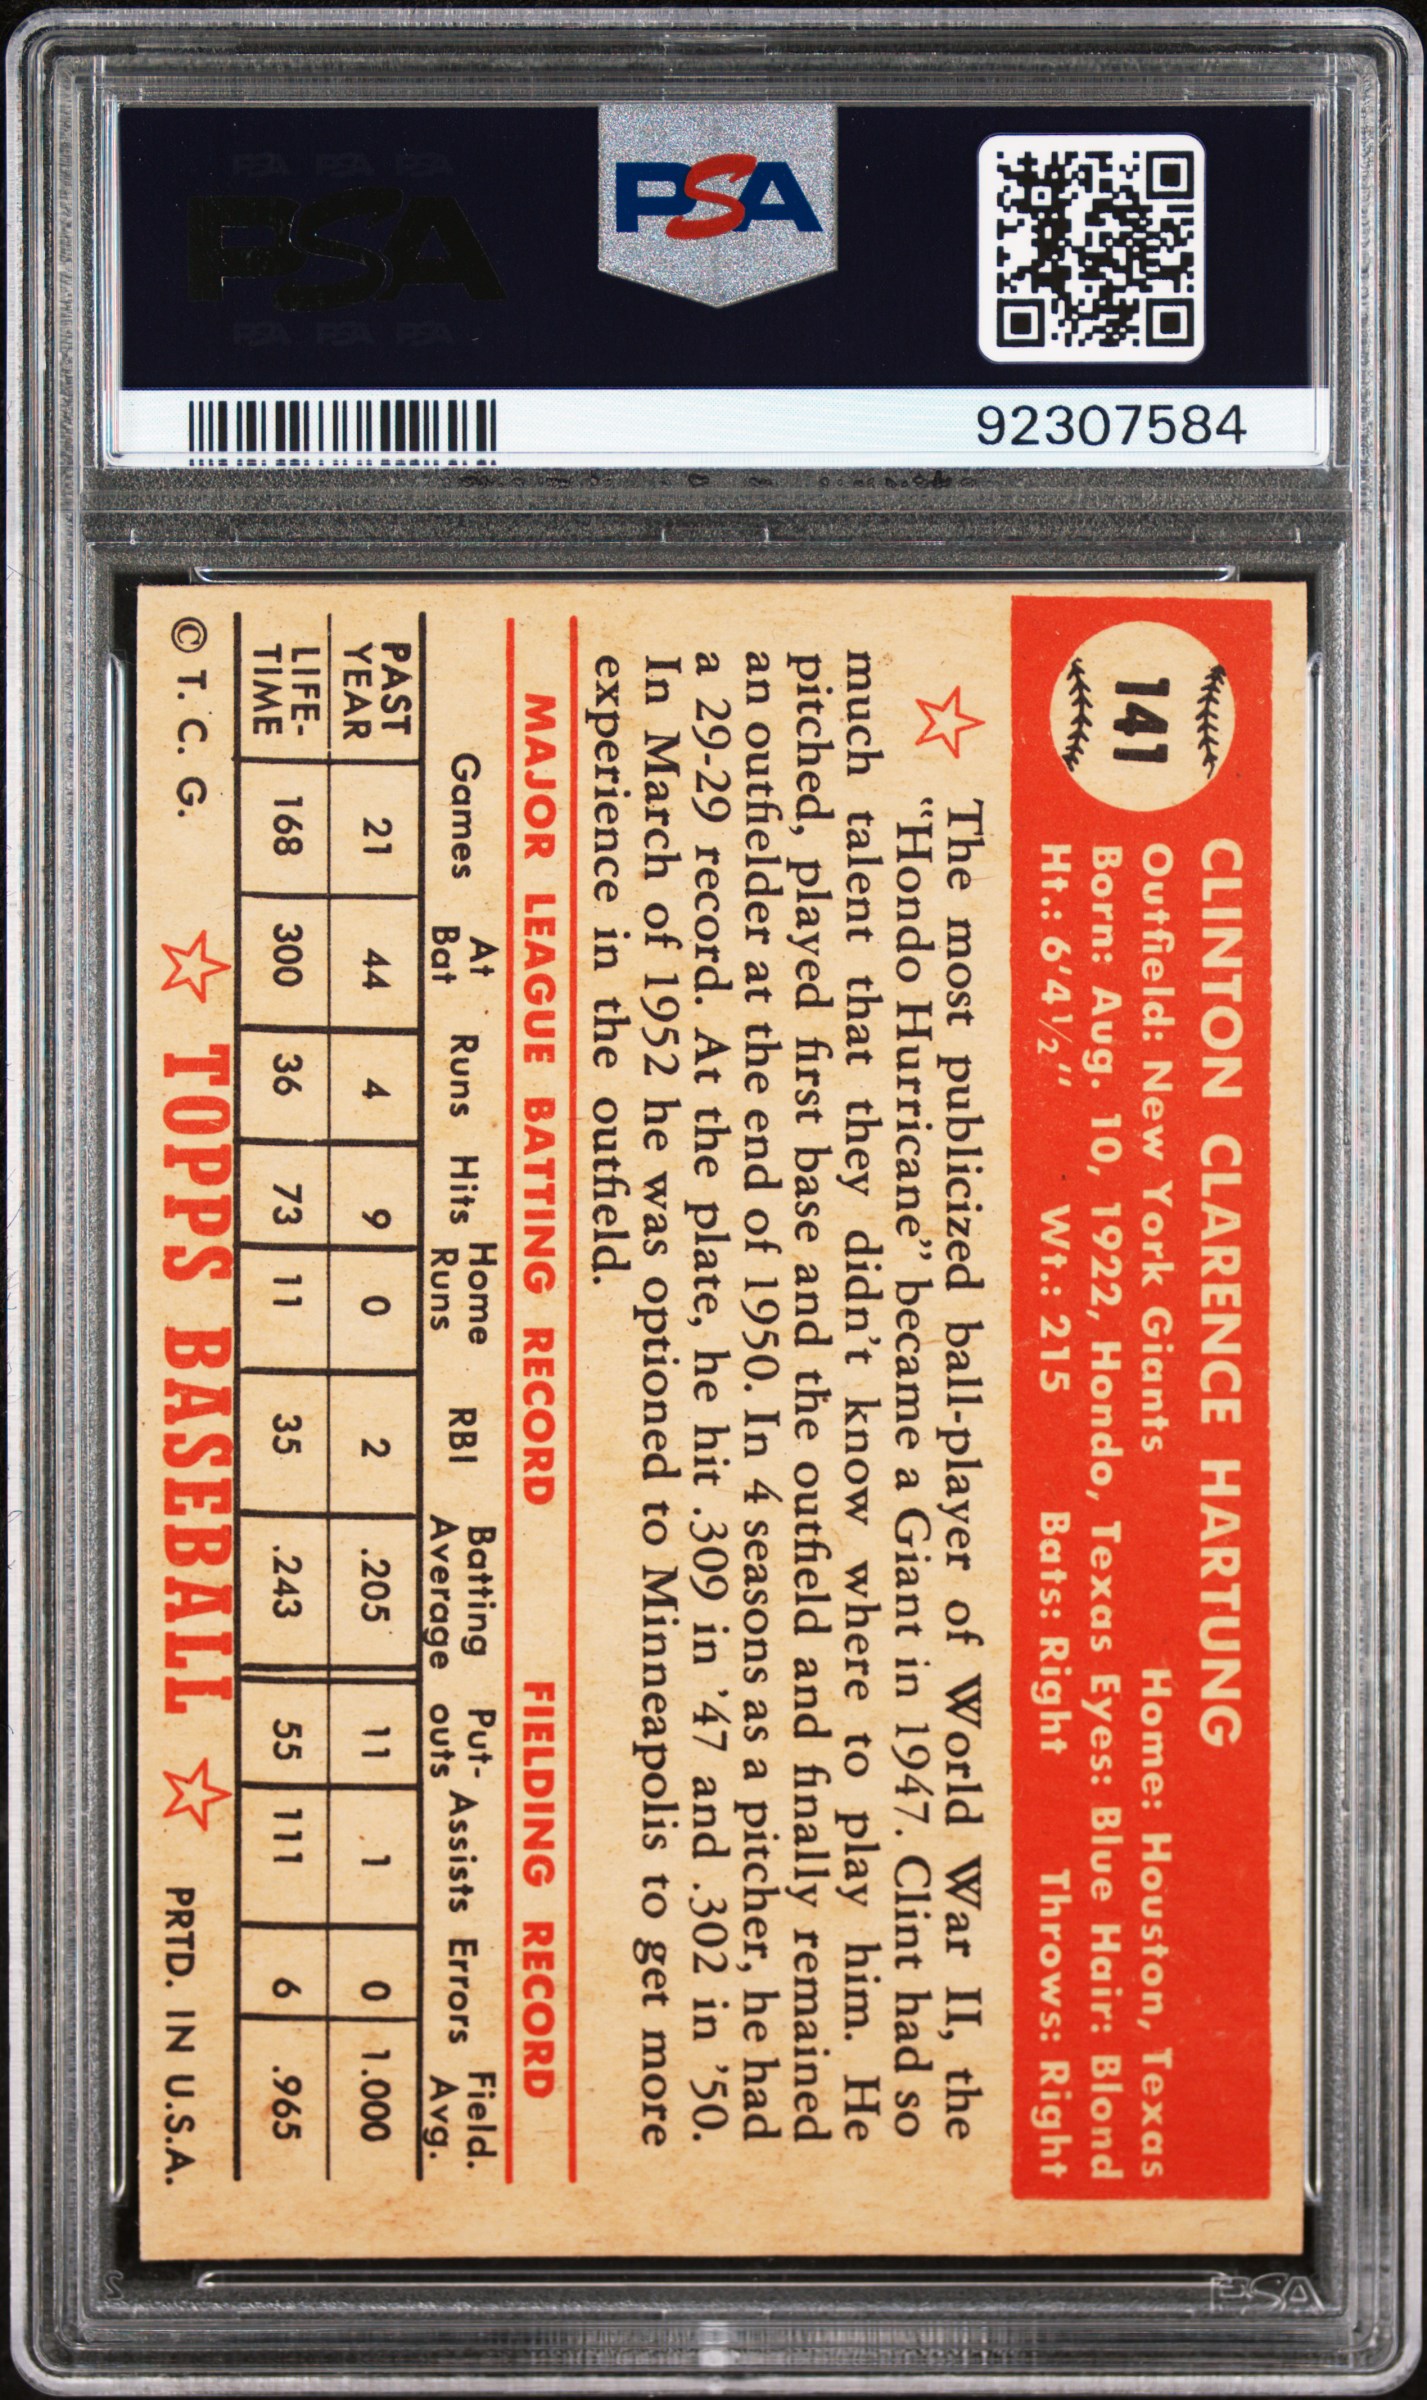 PSA PSA PSA
PSA
PSA PSA PSA
PSA
92307584
141
CLINTON CLARENCE HARTUNG
Outfield: New York Giants Home: Houston, Texas
Born: Aug. 10, 1922, Hondo, Texas Eyes: Blue Hair: Blond
Ht.: 6'4½" Wt.: 215 Bats: Right Throws: Right
The most publicized ball-player of World War II, the
"Hondo Hurricane" became a Giant in 1947. Clint had so
much talent that they didn't know where to play him. He
pitched, played first base and the outfield and finally remained
an outfielder at the end of 1950. In 4 seasons as a pitcher, he had
a 29-29 record. At the plate, he hit .309 in '47 and .302 in '50.
In March of 1952 he was optioned to Minneapolis to get more
experience in the outfield.
MAJOR LEAGUE BATTING RECORD FIELDING RECORD
Games At Bat Runs Hits Home Runs RBI Batting Average Put-outs Assists Errors Field. Avg.
PAST YEAR 21 44 4 9 0 2 .205 11 1 0 1.000
LIFE-TIME 168 300 36 73 11 35 .243 55 111 6 .965
© T. C. G. TOPPS BASEBALL PRTD. IN U.S.A.
PSA